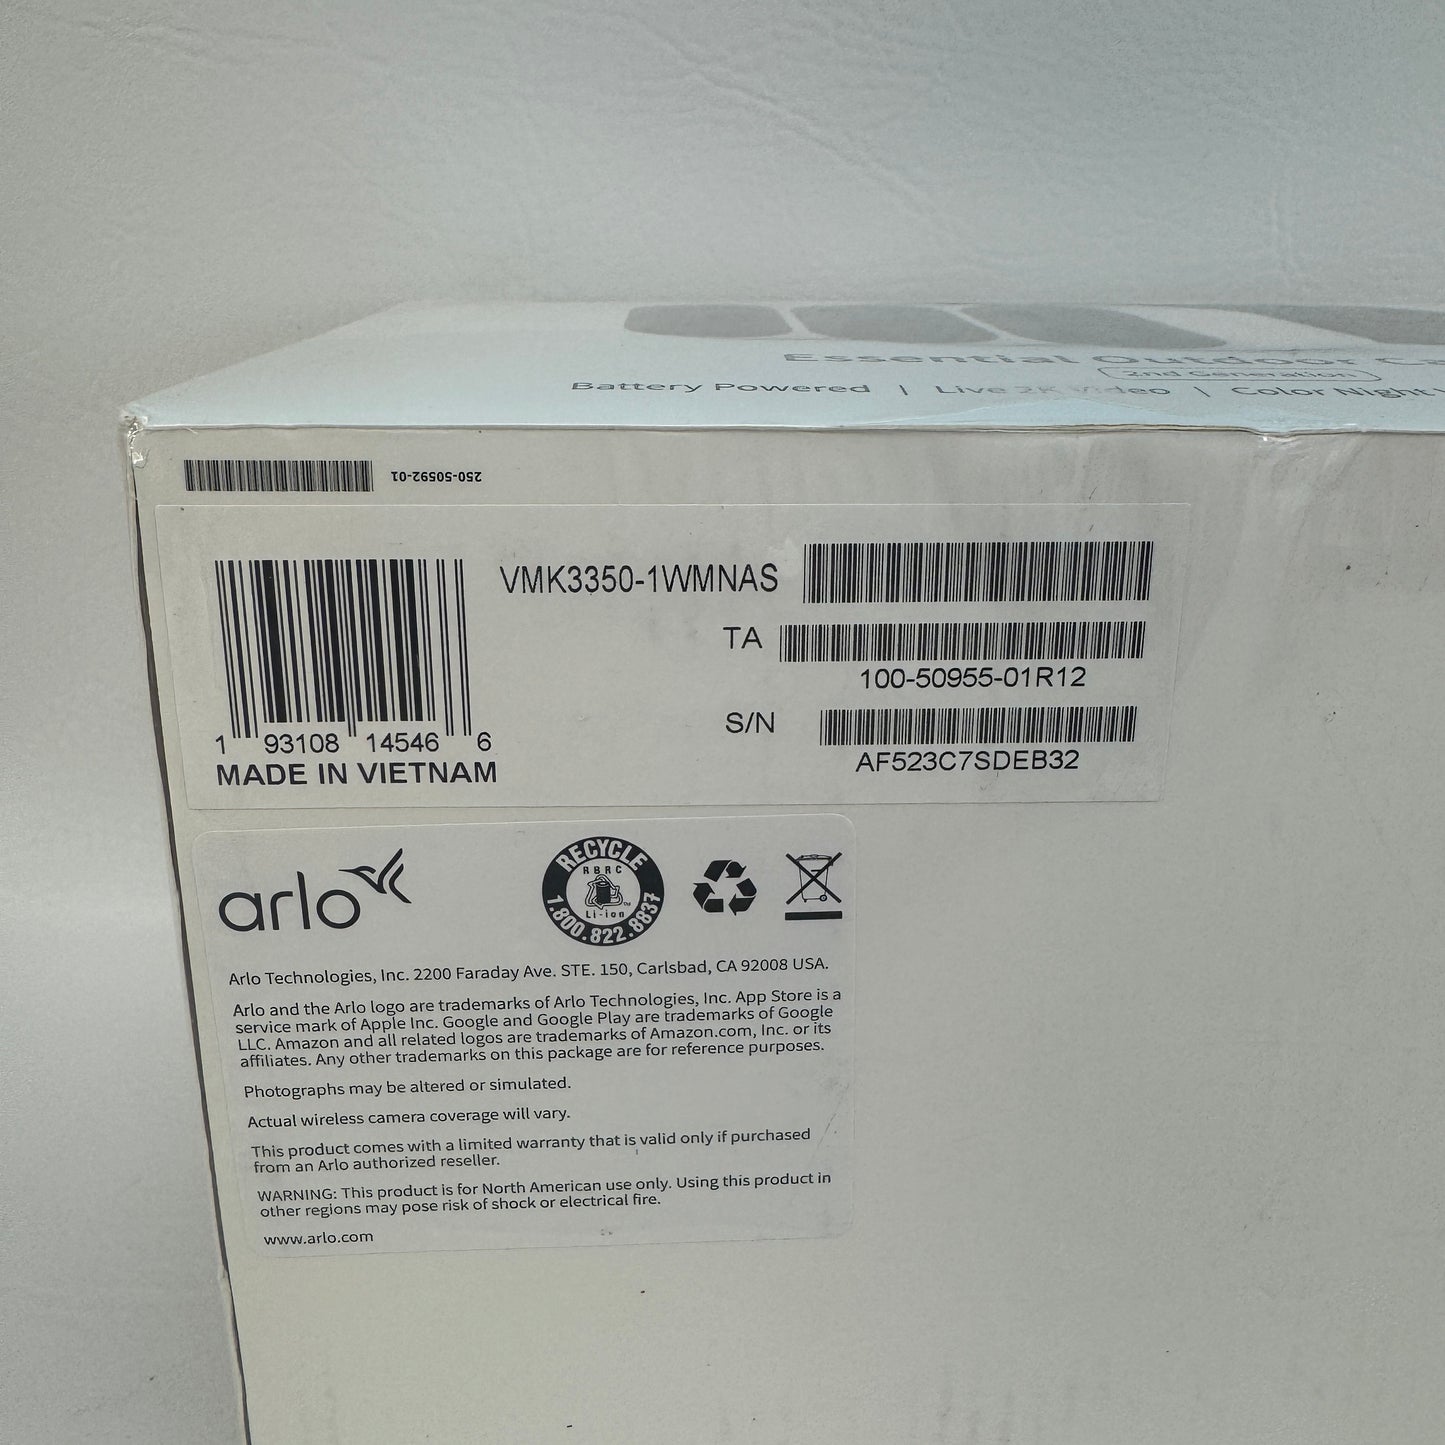 Essential Outdoor
2nd Generation
Battery Powered | Live 2K Video | Color Night
250-50592-01
VMK3350-1WMNAS
TA
100-50955-01R12
S/N
AF523C7SDEB32
1 93108 14546 6
MADE IN VIETNAM
arlo
RECYCLE
RBRC
Li-ion
1.800.822.8837
Arlo Technologies, Inc. 2200 Faraday Ave. STE. 150, Carlsbad, CA 92008 USA.
Arlo and the Arlo logo are trademarks of Arlo Technologies, Inc. App Store is a
service mark of Apple Inc. Google and Google Play are trademarks of Google
LLC. Amazon and all related logos are trademarks of Amazon.com, Inc. or its
affiliates. Any other trademarks on this package are for reference purposes.
Photographs may be altered or simulated.
Actual wireless camera coverage will vary.
This product comes with a limited warranty that is valid only if purchased
from an Arlo authorized reseller.
WARNING: This product is for North American use only. Using this product in
other regions may pose risk of shock or electrical fire.
www.arlo.com